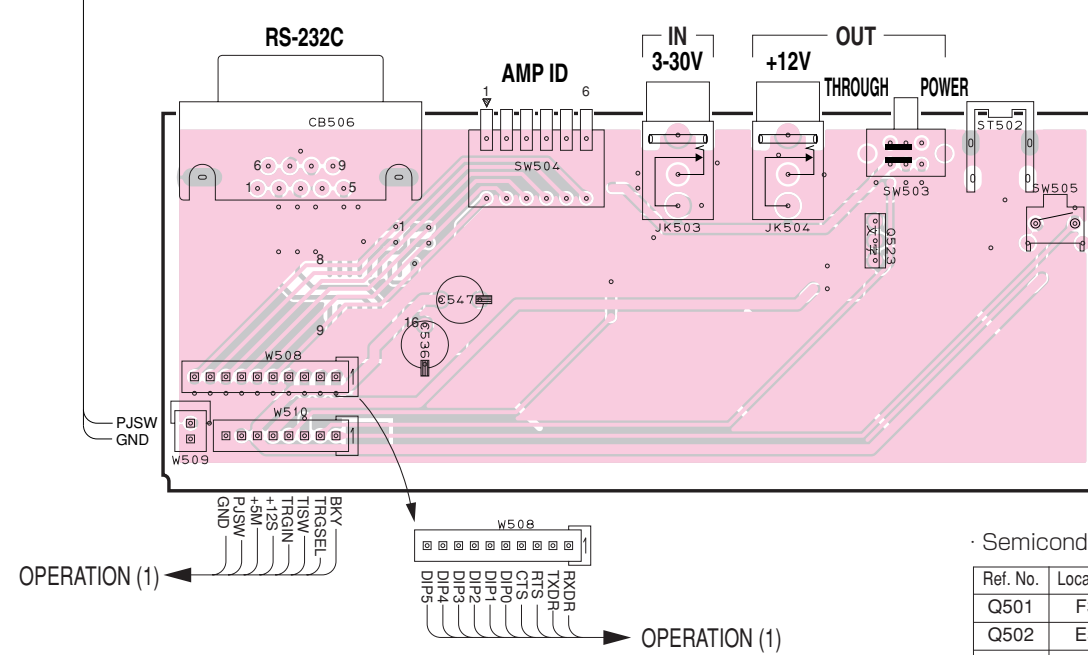 RS-232C
AMP ID
IN
3-30V
OUT
+12V
THROUGH
POWER
1
6
CB506
6
9
1
5
SW504
JK503
JK504
SW503
ST502
SW505
Q523
文字
1
8
9
16
C547
C536
W508
1
W510
1
W509
PJSW
GND
GND
PJSW
+5M
+12S
TRGIN
TISW
TRGSEL
BKY
OPERATION (1)
W508
1
DIP5
DIP4
DIP3
DIP2
DIP1
DIP0
CTS
RTS
TXDR
RXDR
OPERATION (1)
· Semicond
Ref. No.
Loca
Q501
Q502
E